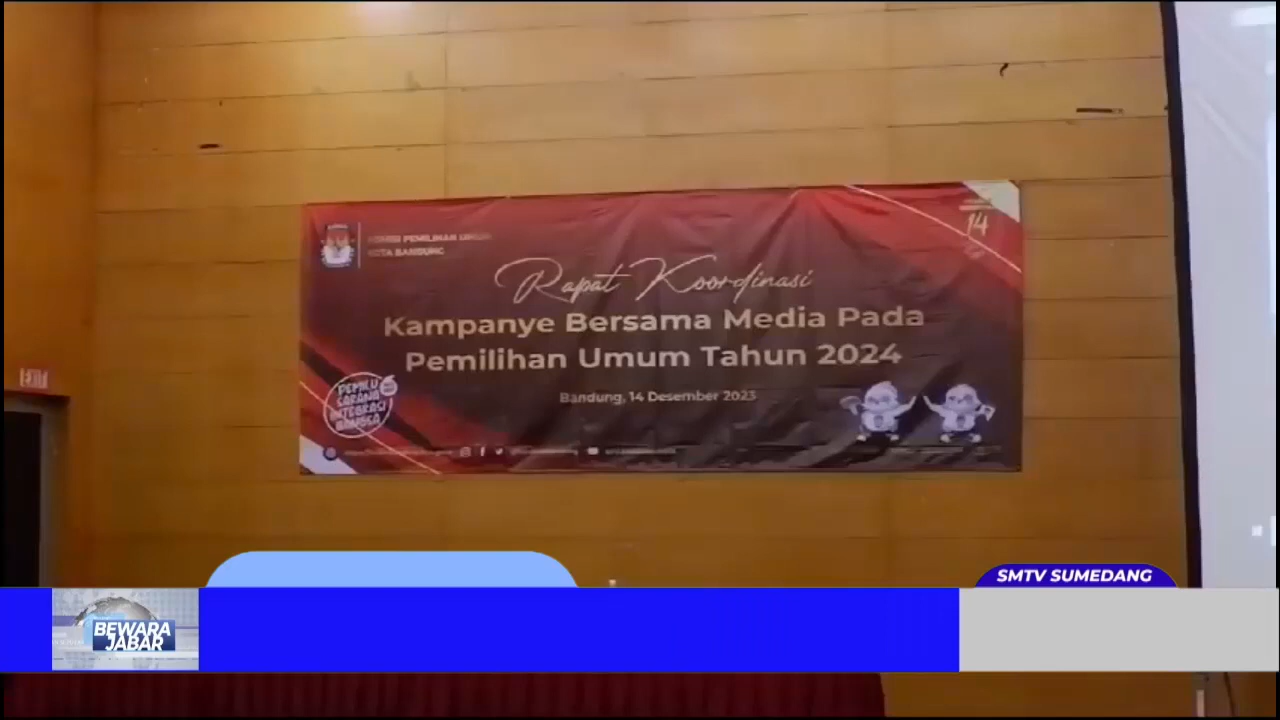 KOMISI PEMILIHAN UMUM
KOTA BANDUNG
14
Rapat Koordinasi
Kampanye Bersama Media Pada
Pemilihan Umum Tahun 2024
Bandung, 14 Desember 2023
PEMILU
SARANA
INTEGRASI
BANGSA
EXIT
SMTV SUMEDANG
BEWARA
JABAR